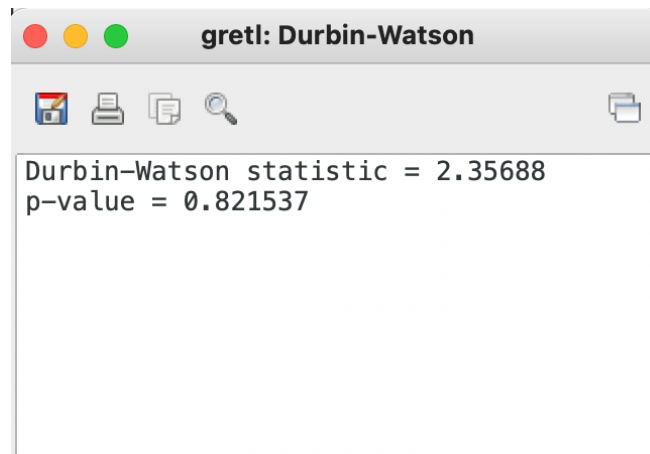 gretl: Durbin-Watson
Durbin-Watson statistic = 2.35688
p-value = 0.821537